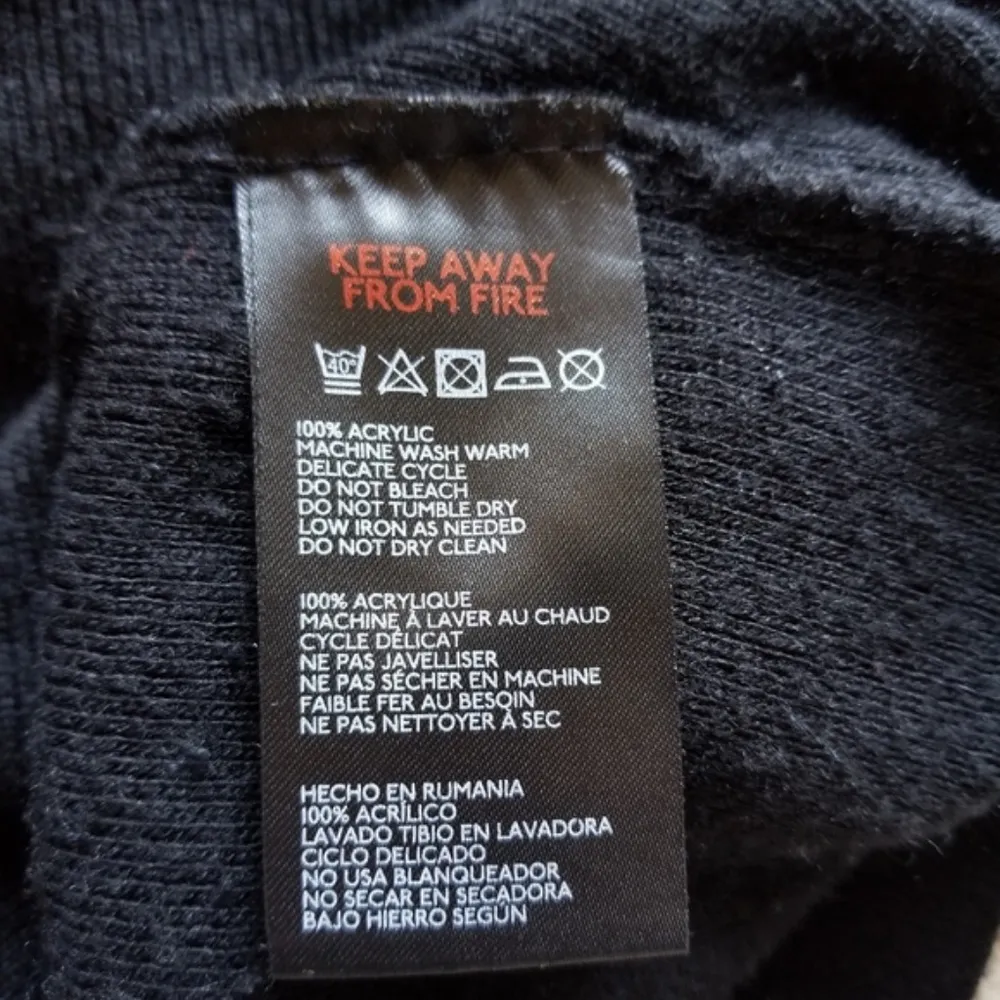 KEEP AWAY
FROM FIRE
40°
100% ACRYLIC
MACHINE WASH WARM
DELICATE CYCLE
DO NOT BLEACH
DO NOT TUMBLE DRY
LOW IRON AS NEEDED
DO NOT DRY CLEAN
100% ACRYLIQUE
MACHINE À LAVER AU CHAUD
CYCLE DÉLICAT
NE PAS JAVELLISER
NE PAS SÉCHER EN MACHINE
FAIBLE FER AU BESOIN
NE PAS NETTOYER À SEC
HECHO EN RUMANIA
100% ACRÍLICO
LAVADO TIBIO EN LAVADORA
CICLO DELICADO
NO USA BLANQUEADOR
NO SECAR EN SECADORA
BAJO HIERRO SEGÚN